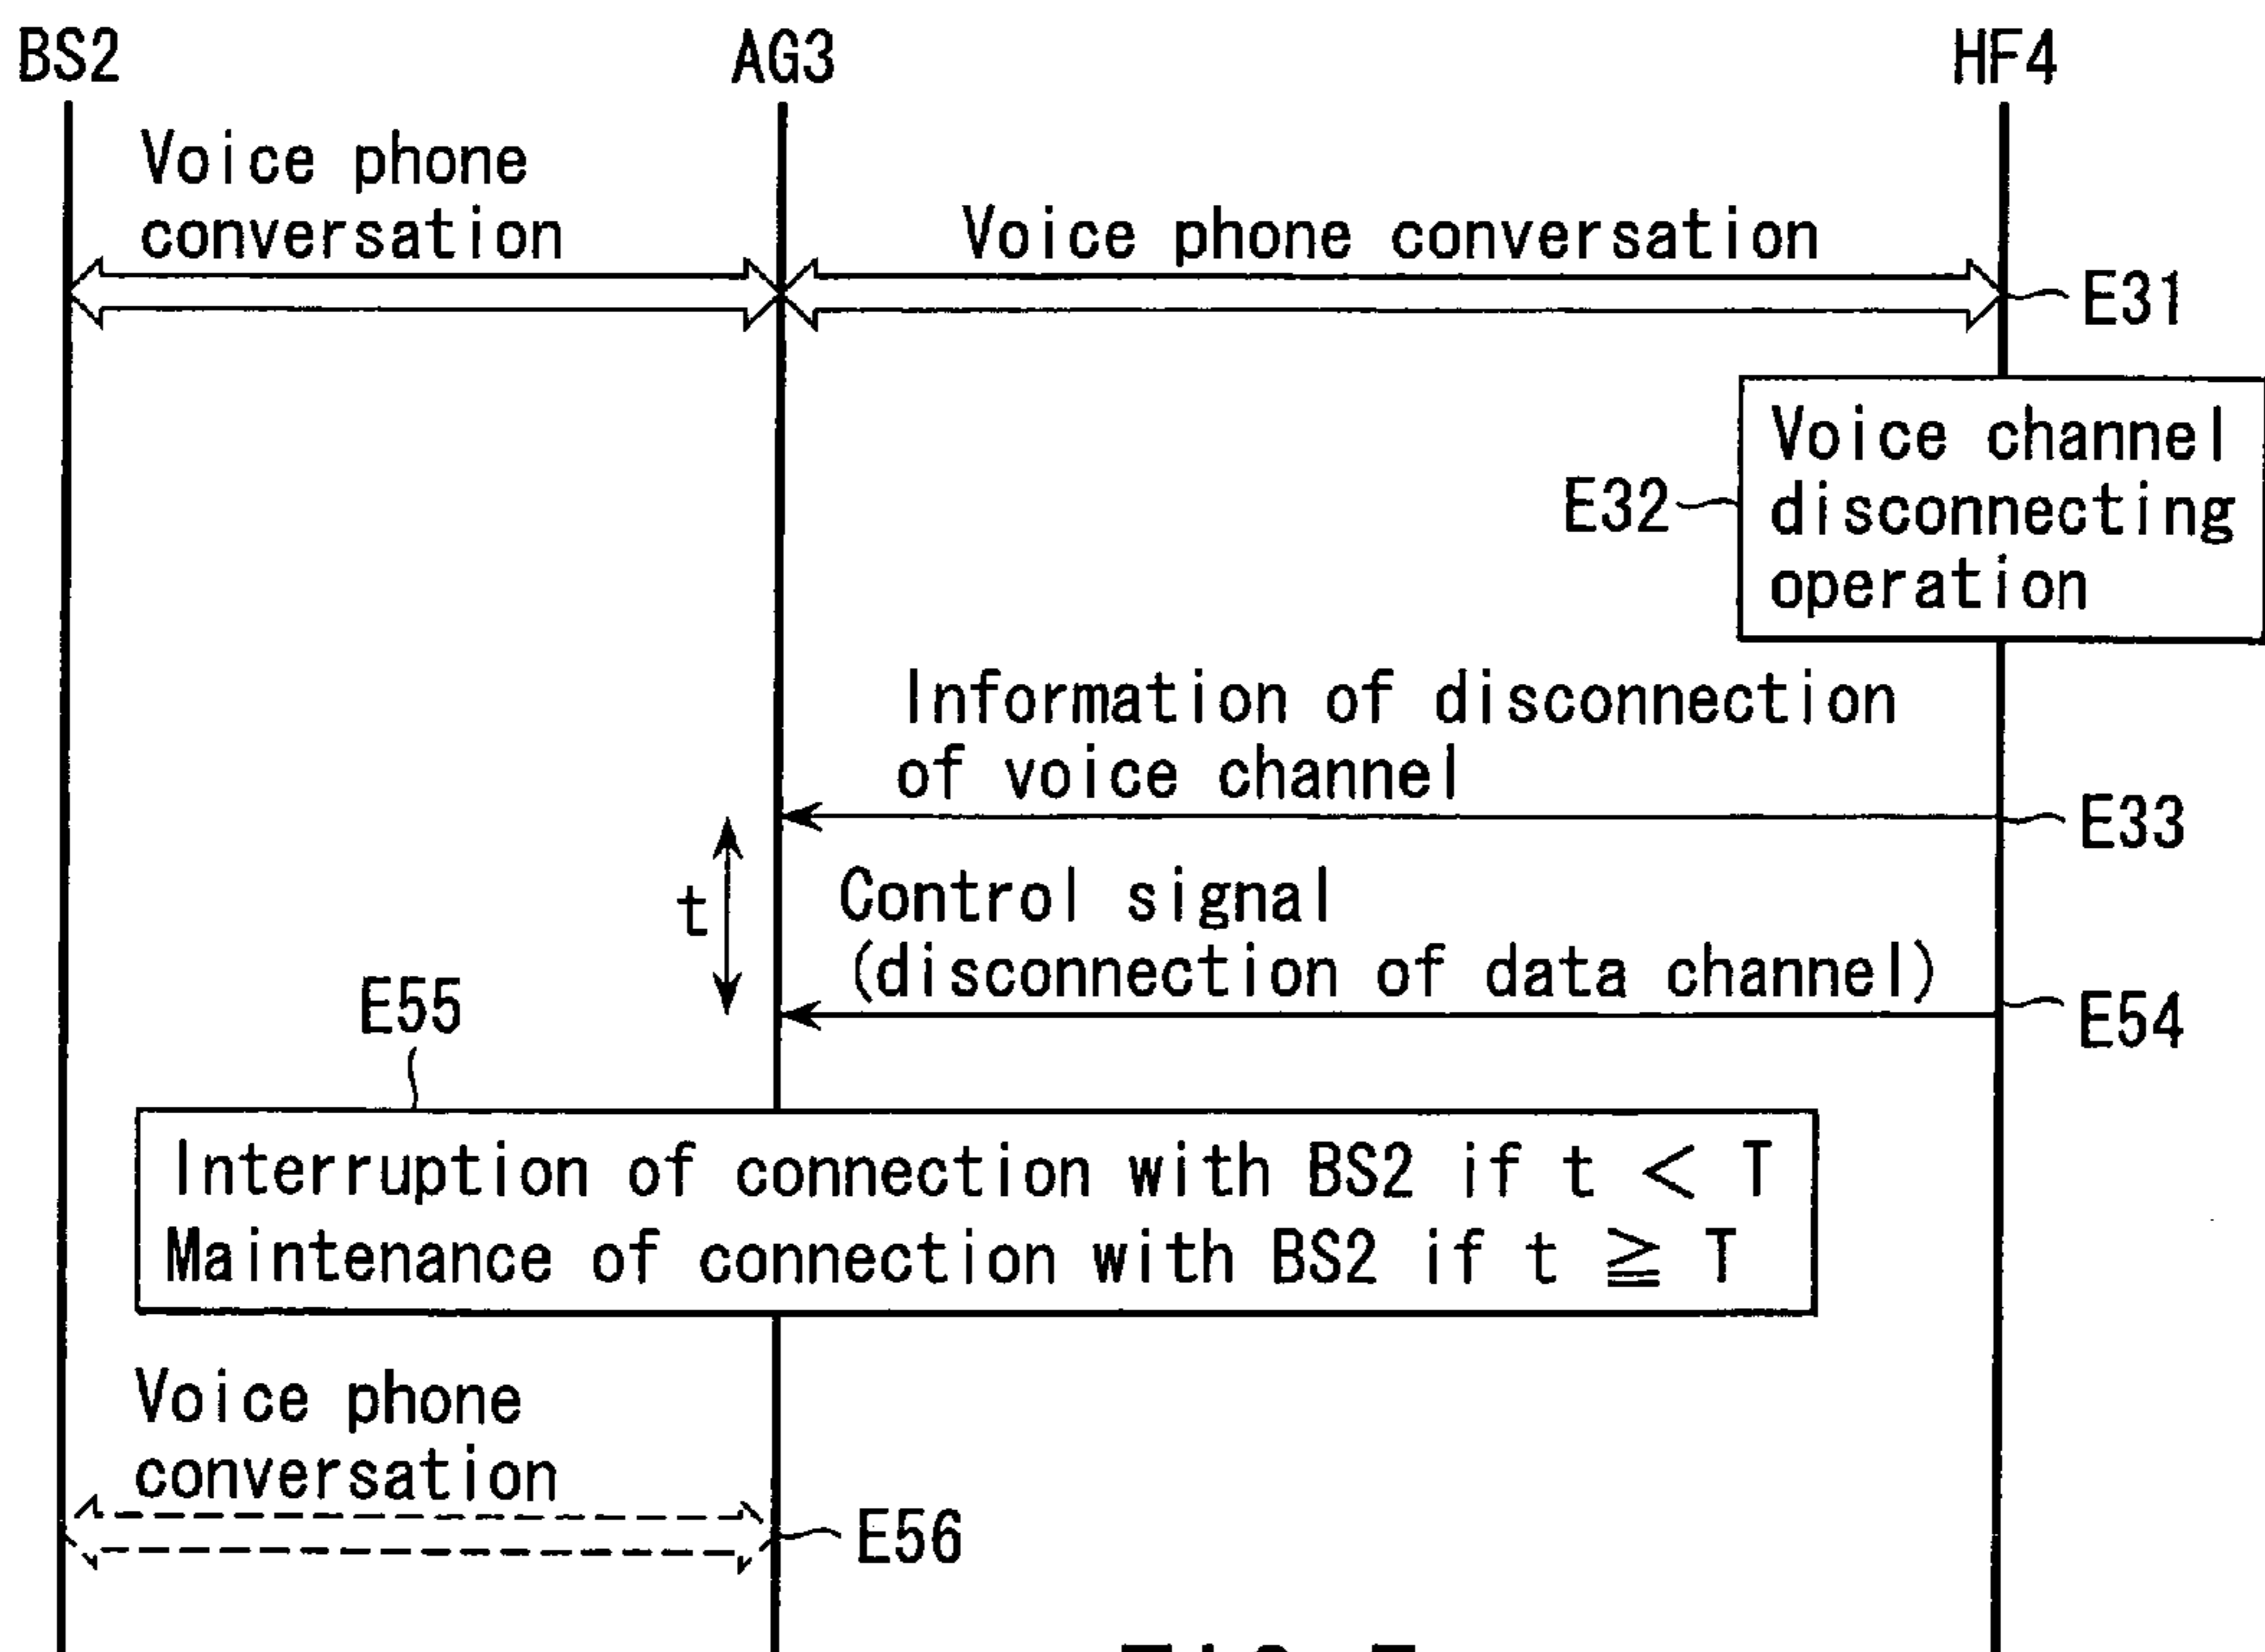 BS2
AG3
HF4
Voice phone
conversation
Voice phone conversation
E31
Voice channel
disconnecting
operation
E32
Information of disconnection
of voice channel
E33
t
Control signal
(disconnection of data channel)
E54
E55
Interruption of connection with BS2 if t < T
Maintenance of connection with BS2 if t ≧ T
Voice phone
conversation
E56